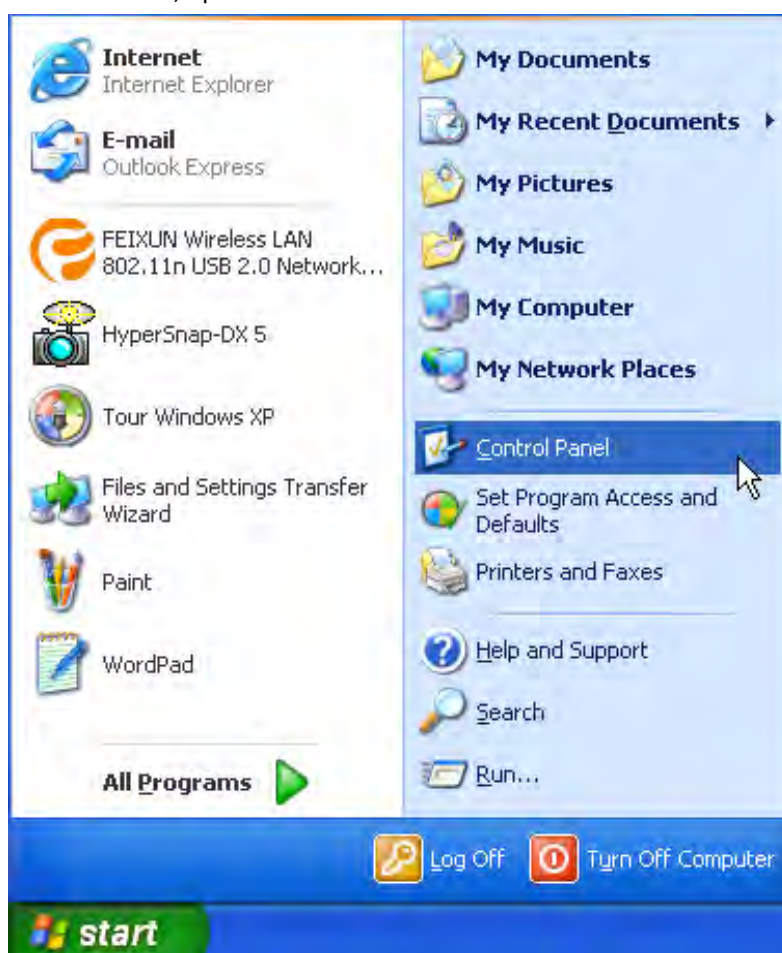 Internet
Internet Explorer
E-mail
Outlook Express
FEIXUN Wireless LAN
802.11n USB 2.0 Network...
HyperSnap-DX 5
Tour Windows XP
Files and Settings Transfer
Wizard
Paint
WordPad
All Programs
My Documents
My Recent Documents
My Pictures
My Music
My Computer
My Network Places
Control Panel
Set Program Access and
Defaults
Printers and Faxes
Help and Support
Search
Run...
Log Off
Turn Off Computer
start